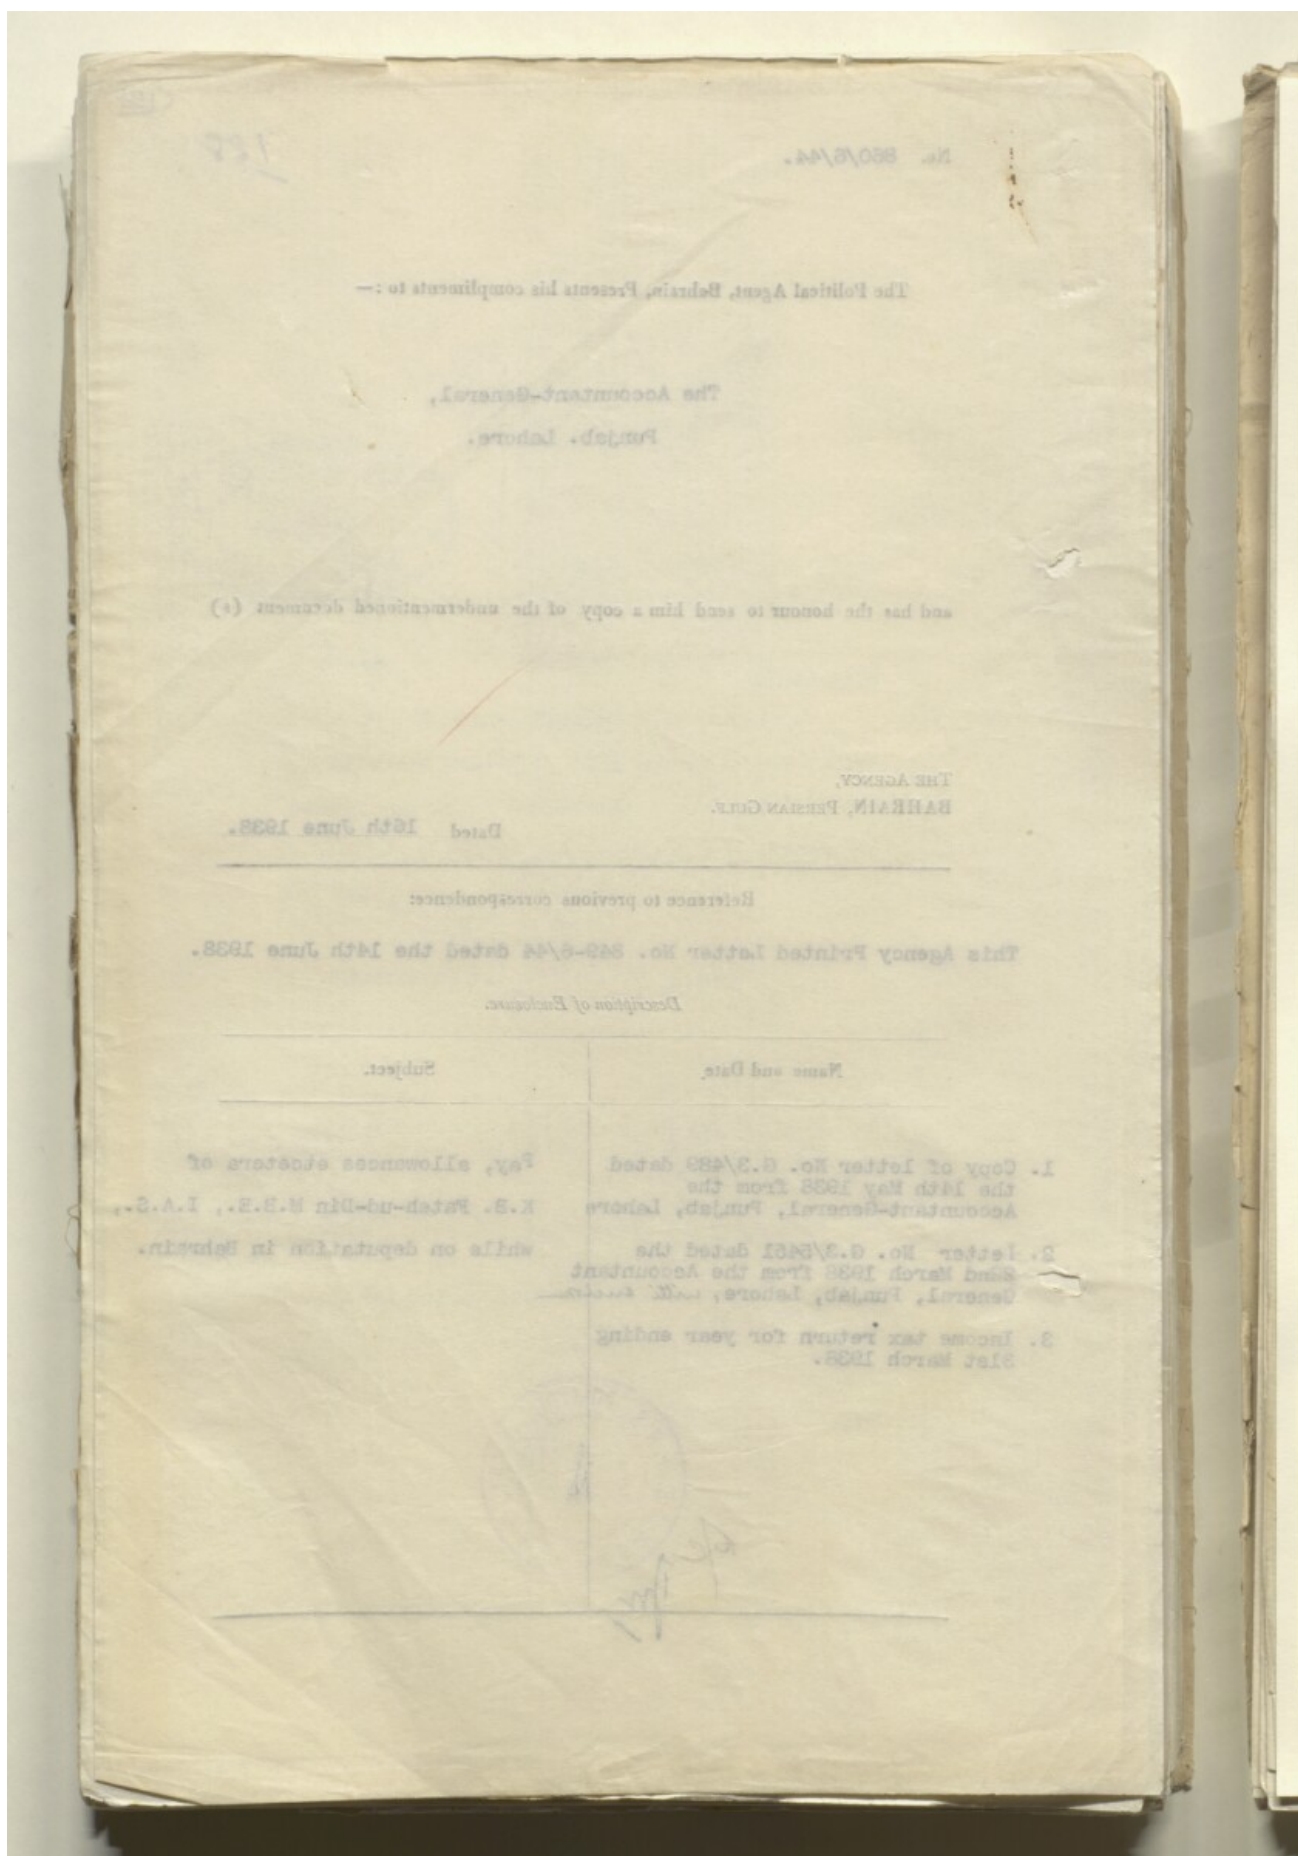 188
No. 860/6/44.
The Political Agent, Bahrain, Presents his compliments to :—
The Accountant-General,
Punjab. Lahore.
and has the honour to send him a copy of the undermentioned document (s)
THE AGENCY,
BAHRAIN, PERSIAN GULF.
Dated 16th June 1938.
Reference to previous correspondence:
This Agency Printed Letter No. 849-6/44 dated the 14th June 1938.
Description of Enclosure.
Name and Date. Subject.
1. Copy of letter No. G.3/489 dated
the 14th May 1938 from the
Accountant-General, Punjab, Lahore
2. Letter No. G.3/5451 dated the
22nd March 1938 from the Accountant
General, Punjab, Lahore, with
3. Income tax return for year ending
31st March 1938.
Pay, allowances etcetera of
K.B. Fateh-ud-Din M.B.E., I.A.S.,
while on deputation in Bahrain.